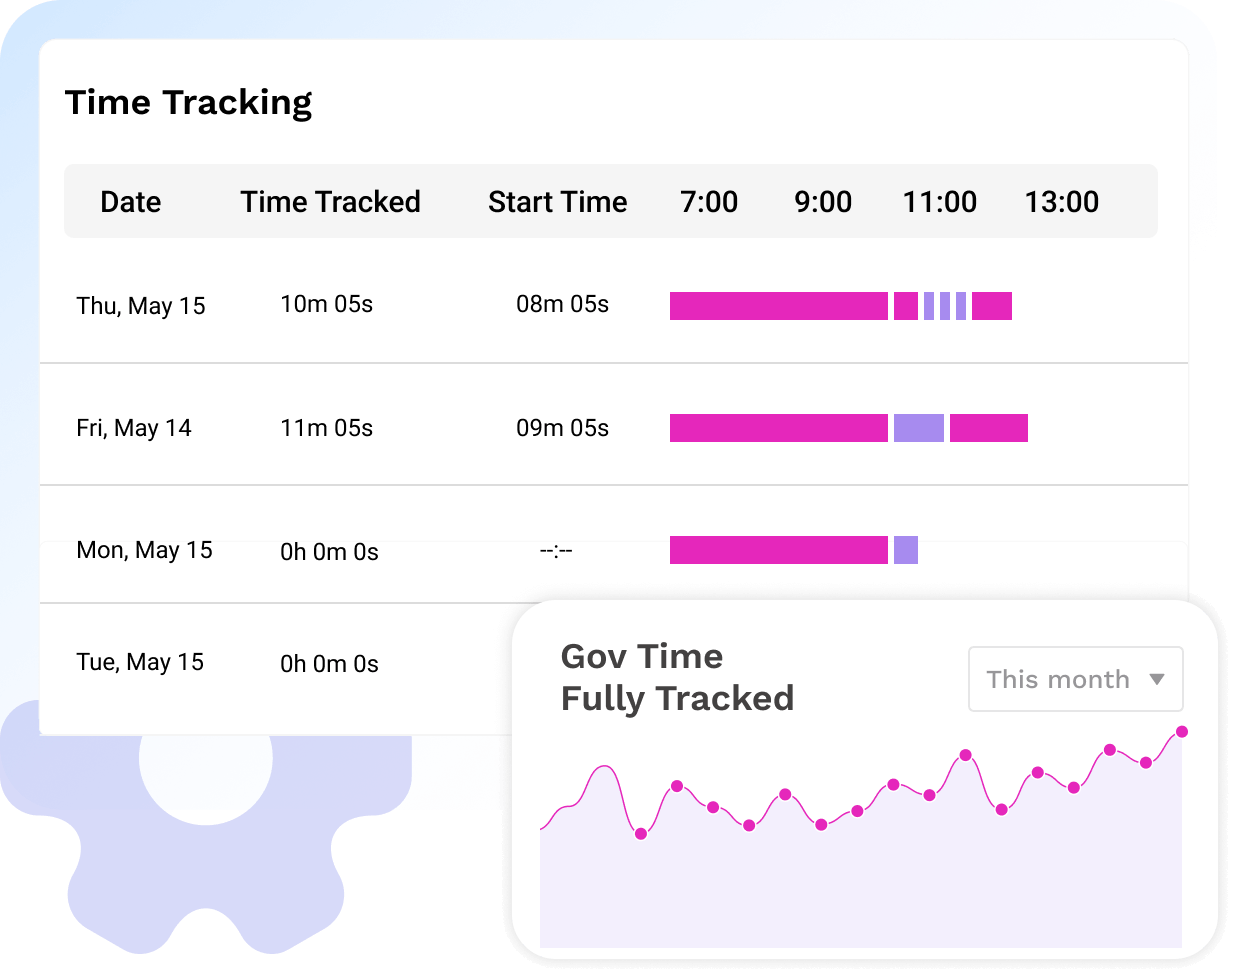 Time Tracking
Date Time Tracked Start Time 7:00 9:00 11:00 13:00
Thu, May 15 10m 05s 08m 05s
Fri, May 14 11m 05s 09m 05s
Mon, May 15 0h 0m 0s --:--
Tue, May 15 0h 0m 0s
Gov Time
Fully Tracked
This month